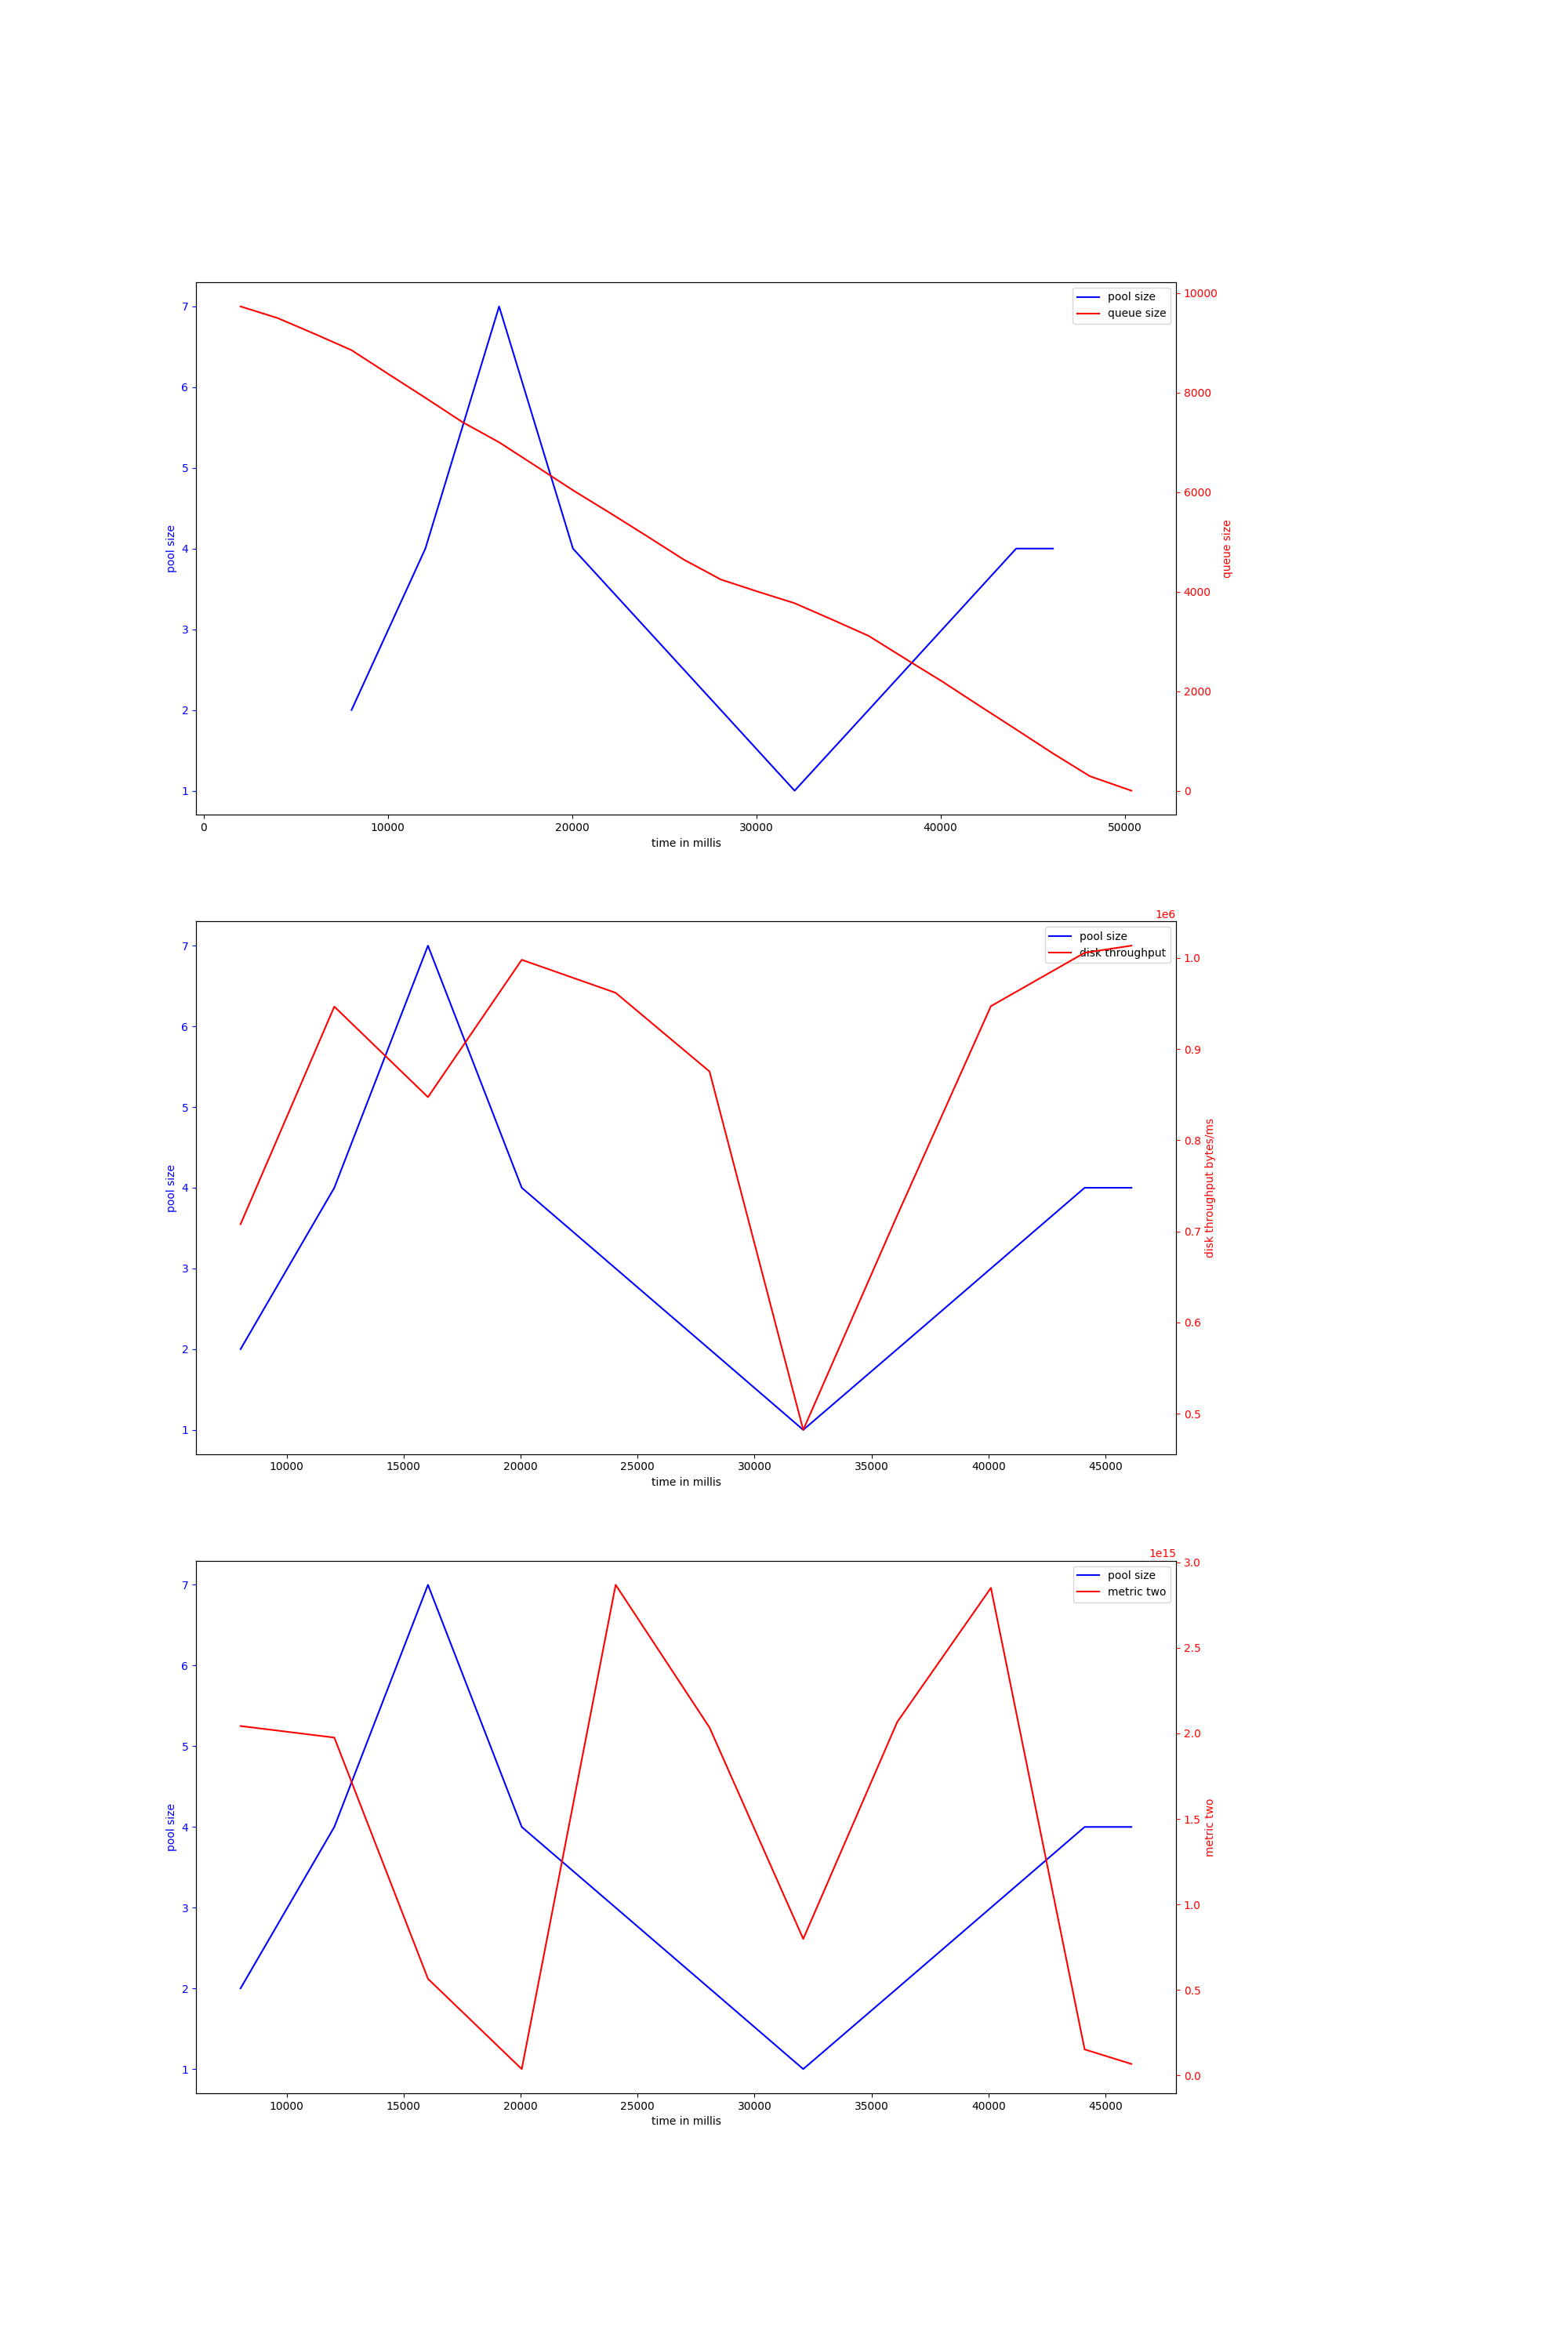 pool size
queue size
7
6
5
4
3
2
1
pool size
10000
8000
6000
4000
2000
0
queue size
0 10000 20000 30000 40000 50000
time in millis
1e6
pool size
disk throughput
7
6
5
4
3
2
1
pool size
1.0
0.9
0.8
0.7
0.6
0.5
disk throughput bytes/ms
10000 15000 20000 25000 30000 35000 40000 45000
time in millis
1e15
pool size
metric two
7
6
5
4
3
2
1
pool size
3.0
2.5
2.0
1.5
1.0
0.5
0.0
metric two
10000 15000 20000 25000 30000 35000 40000 45000
time in millis